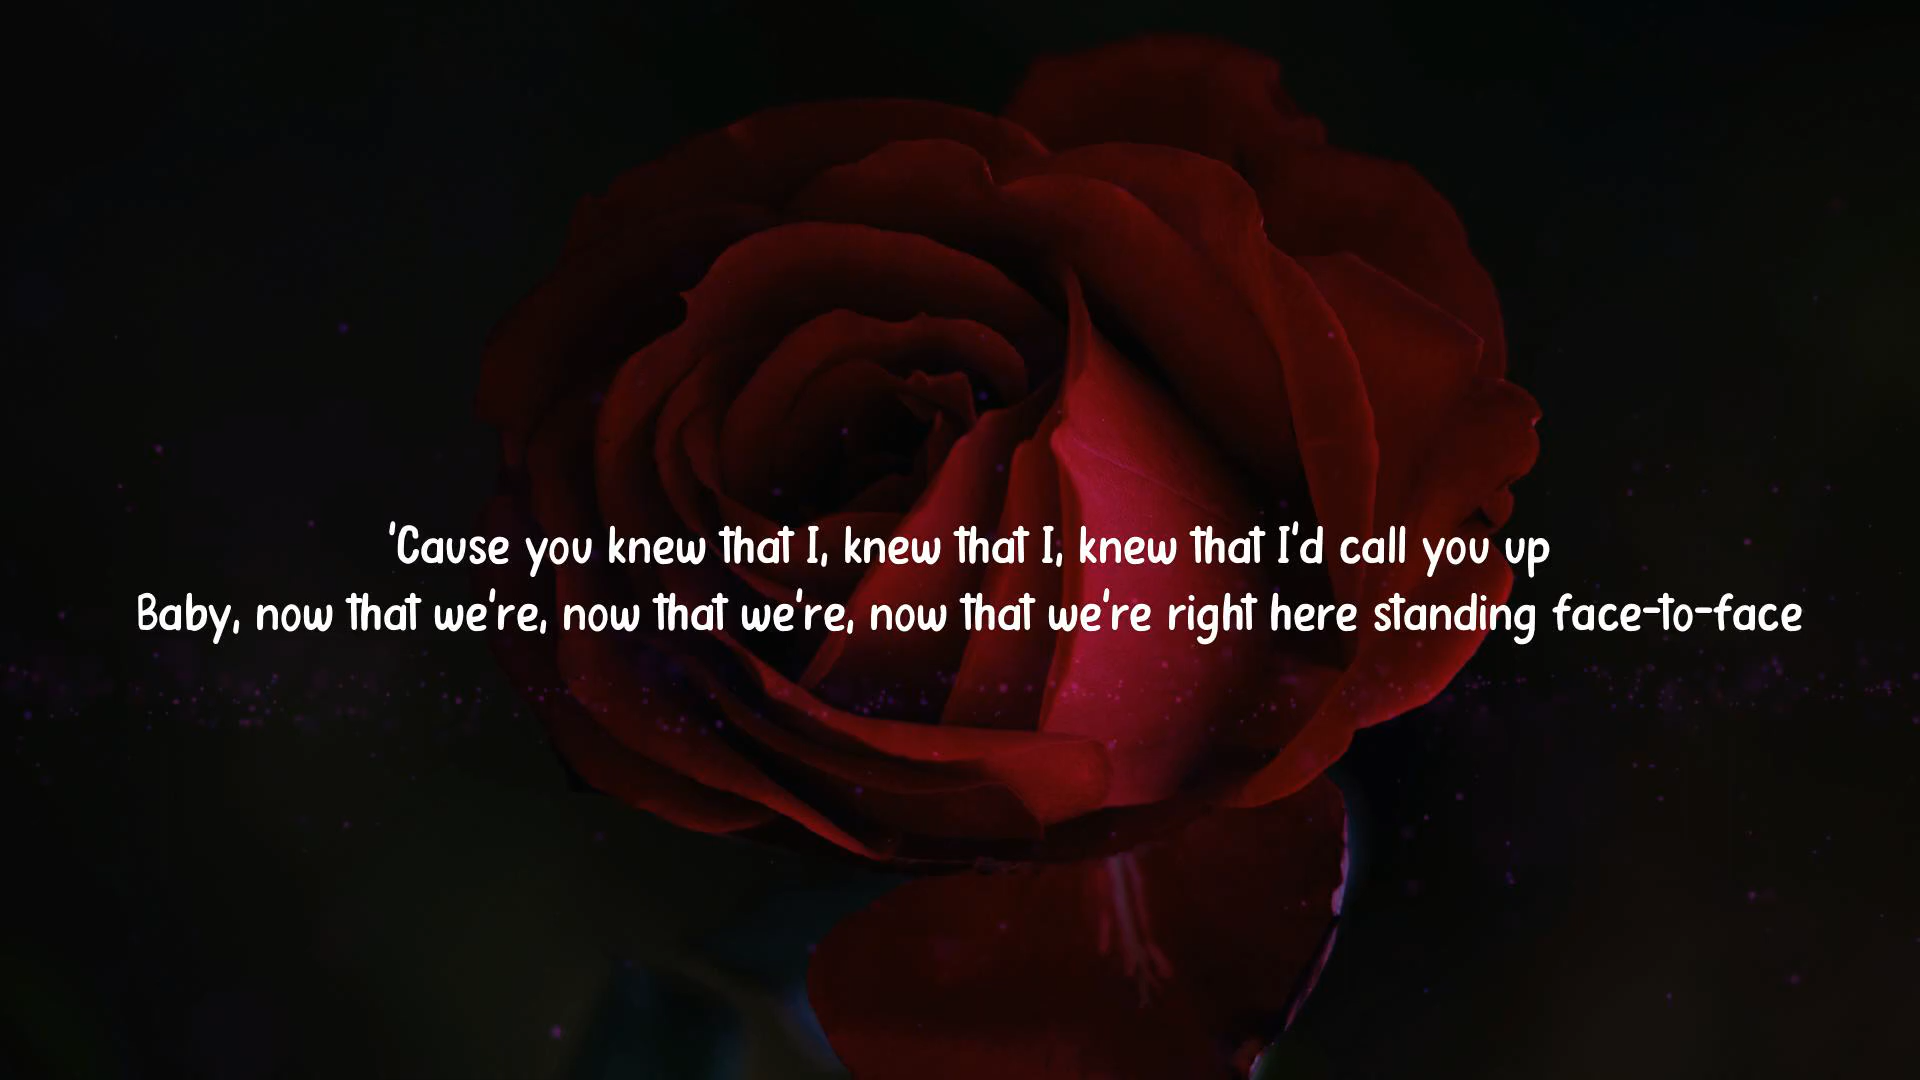 'Cause you knew that I, knew that I, knew that I'd call you up
Baby, now that we're, now that we're, now that we're right here standing face-to-face